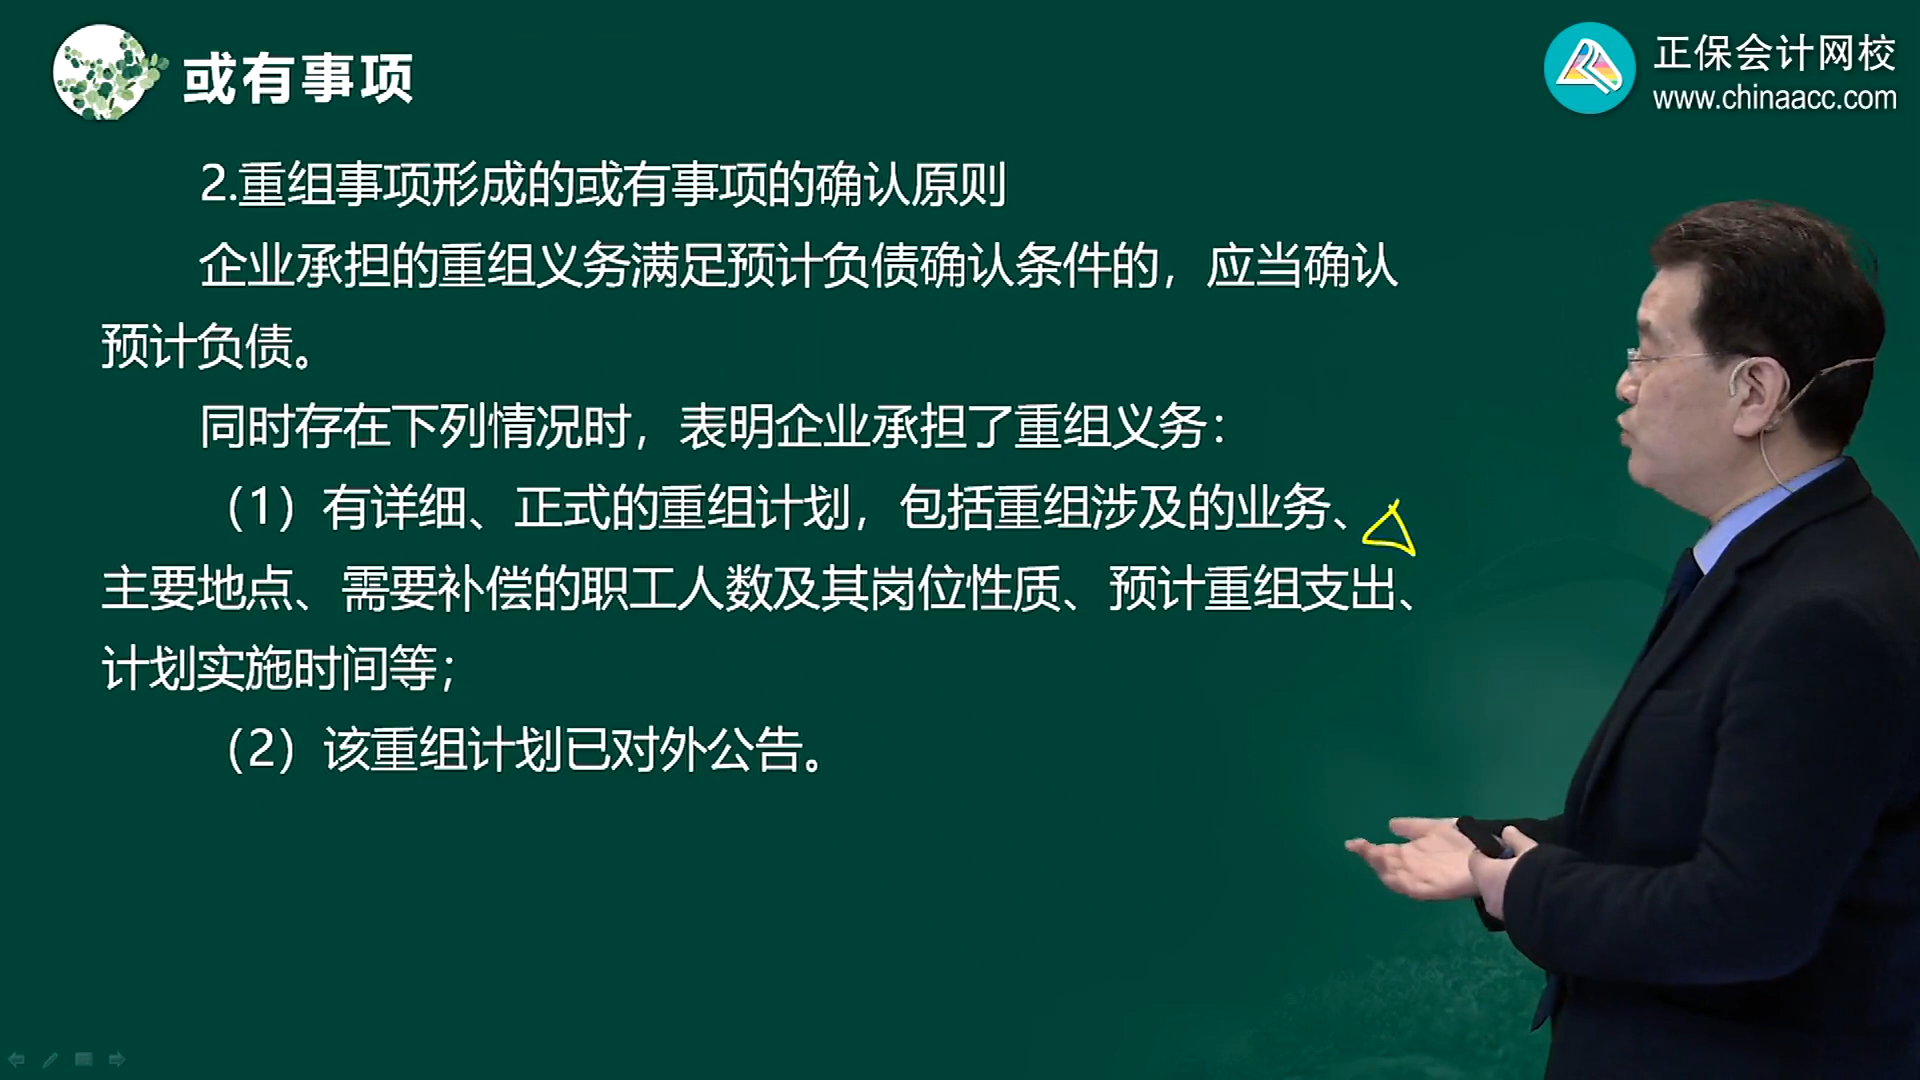 或有事项
正保会计网校
www.chinaacc.com
2.重组事项形成的或有事项的确认原则
企业承担的重组义务满足预计负债确认条件的，应当确认
预计负债。
同时存在下列情况时，表明企业承担了重组义务：
（1）有详细、正式的重组计划，包括重组涉及的业务、
主要地点、需要补偿的职工人数及其岗位性质、预计重组支出、
计划实施时间等；
（2）该重组计划已对外公告。